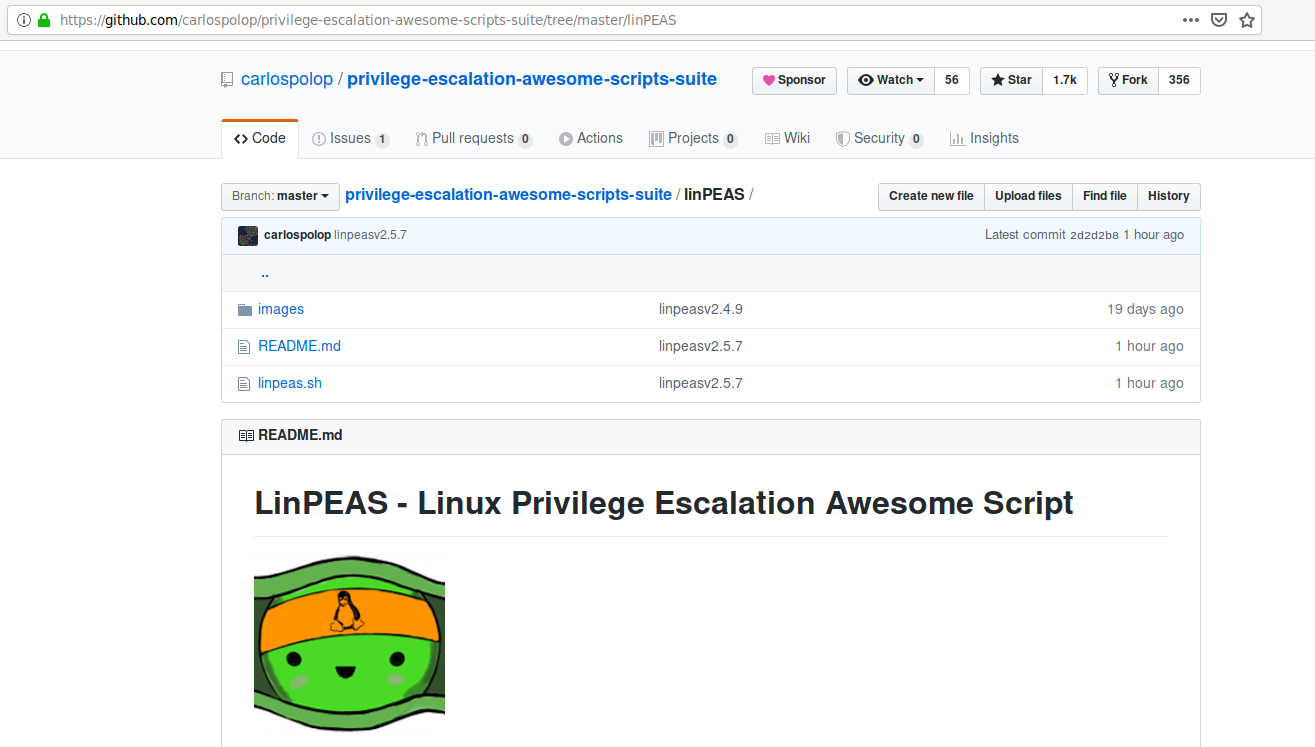 https://github.com/carlospolop/privilege-escalation-awesome-scripts-suite/tree/master/linPEAS
carlospolop / privilege-escalation-awesome-scripts-suite Sponsor Watch 56 Star 1.7k Fork 356
Code Issues 1 Pull requests 0 Actions Projects 0 Wiki Security 0 Insights
Branch: master privilege-escalation-awesome-scripts-suite / linPEAS / Create new file Upload files Find file History
carlospolop linpeasv2.5.7 Latest commit 2d2d2b8 1 hour ago
..
images linpeasv2.4.9 19 days ago
README.md linpeasv2.5.7 1 hour ago
linpeas.sh linpeasv2.5.7 1 hour ago
README.md
LinPEAS - Linux Privilege Escalation Awesome Script